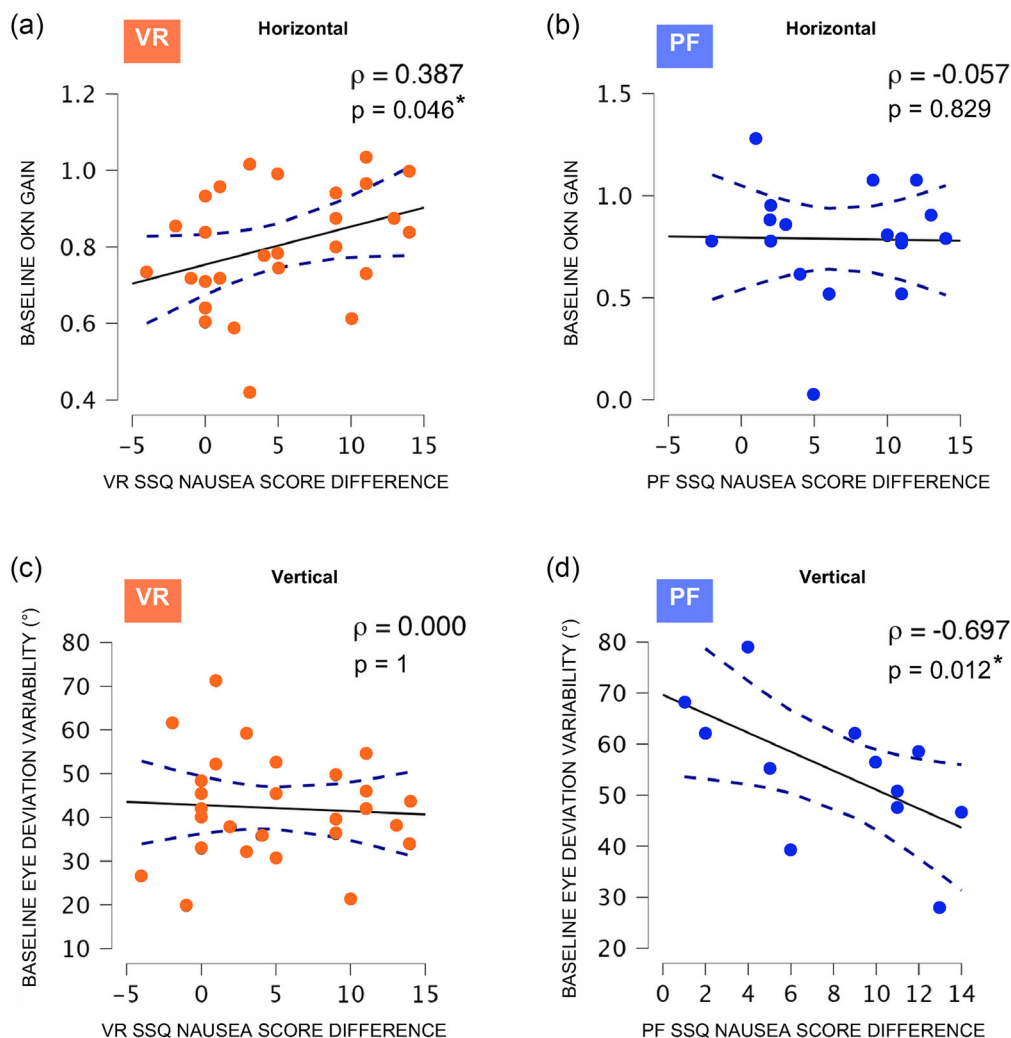 (a)
VR
Horizontal
ρ = 0.387
p = 0.046*
BASELINE OKN GAIN
1.2
1.0
0.8
0.6
0.4
−5 0 5 10 15
VR SSQ NAUSEA SCORE DIFFERENCE
(b)
PF
Horizontal
ρ = -0.057
p = 0.829
BASELINE OKN GAIN
1.5
1.0
0.5
0.0
−5 0 5 10 15
PF SSQ NAUSEA SCORE DIFFERENCE
(c)
VR
Vertical
ρ = 0.000
p = 1
BASELINE EYE DEVIATION VARIABILITY (°)
80
70
60
50
40
30
20
10
−5 0 5 10 15
VR SSQ NAUSEA SCORE DIFFERENCE
(d)
PF
Vertical
ρ = -0.697
p = 0.012*
BASELINE EYE DEVIATION VARIABILITY (°)
80
70
60
50
40
30
20
0 2 4 6 8 10 12 14
PF SSQ NAUSEA SCORE DIFFERENCE